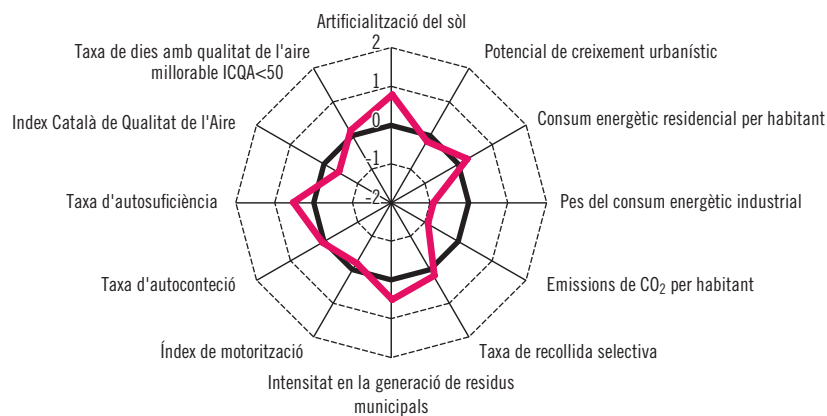 Artificialització del sòl
Taxa de dies amb qualitat de l'aire
millorable ICQA<50
Potencial de creixement urbanístic
Index Català de Qualitat de l'Aire
Consum energètic residencial per habitant
Taxa d'autosuficiència
Pes del consum energètic industrial
Taxa d'autoconteció
Emissions de CO₂ per habitant
Índex de motorització
Taxa de recollida selectiva
Intensitat en la generació de residus
municipals
2
1
0
-1
-2